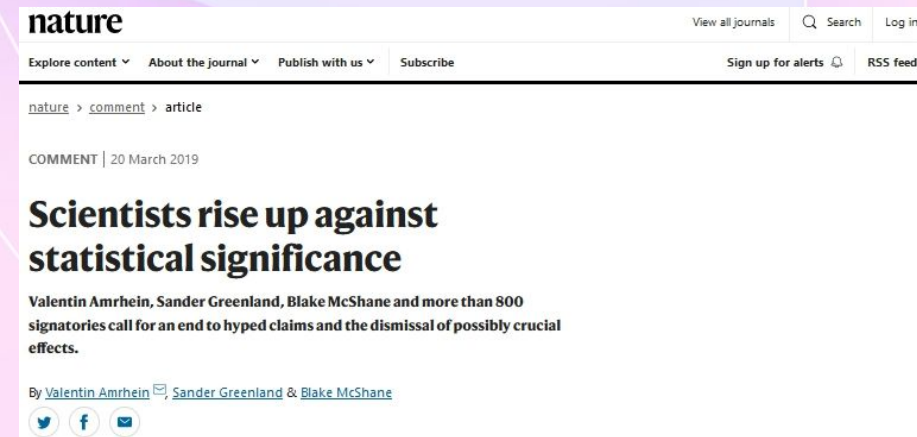 nature
View all journals Search Log in
Explore content About the journal Publish with us Subscribe
Sign up for alerts RSS feed
nature > comment > article
COMMENT | 20 March 2019
Scientists rise up against
statistical significance
Valentin Amrhein, Sander Greenland, Blake McShane and more than 800
signatories call for an end to hyped claims and the dismissal of possibly crucial
effects.
By Valentin Amrhein, Sander Greenland & Blake McShane